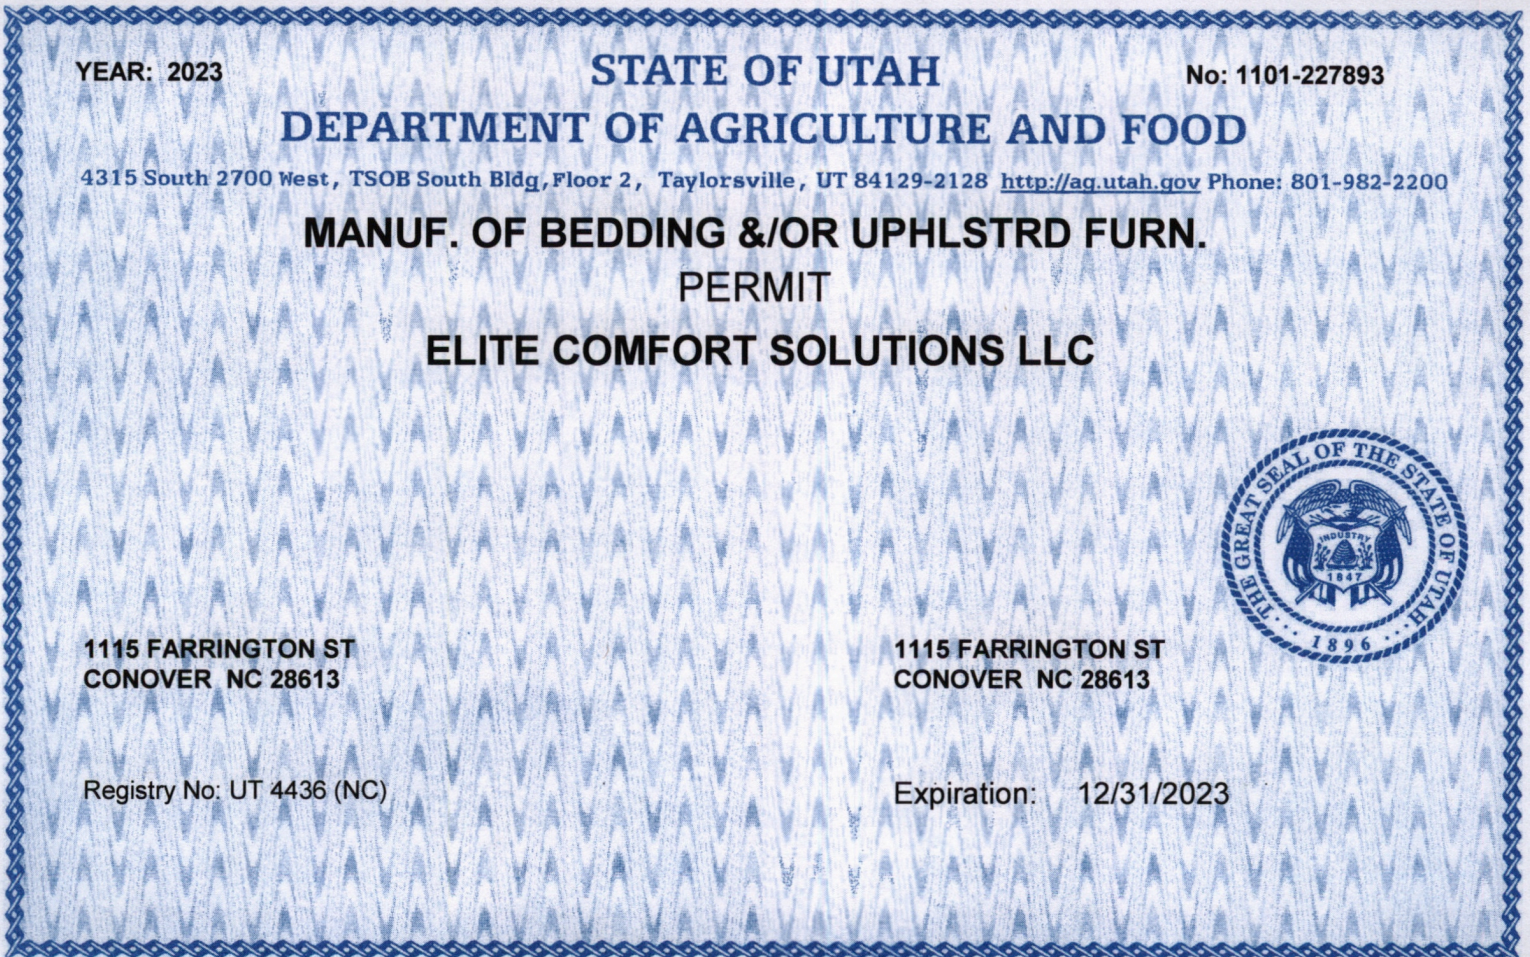 YEAR: 2023
STATE OF UTAH
No: 1101-227893
DEPARTMENT OF AGRICULTURE AND FOOD
4315 South 2700 West, TSOB South Bldg, Floor 2, Taylorsville, UT 84129-2128 http://ag.utah.gov Phone: 801-982-2200
MANUF. OF BEDDING &/OR UPHLSTRD FURN.
PERMIT
ELITE COMFORT SOLUTIONS LLC
THE GREAT SEAL OF THE STATE OF UTAH
INDUSTRY
1847
1896
1115 FARRINGTON ST
CONOVER NC 28613
1115 FARRINGTON ST
CONOVER NC 28613
Registry No: UT 4436 (NC)
Expiration: 12/31/2023